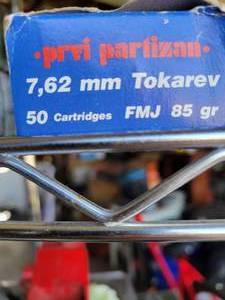 ·prvi partizan·
7,62 mm Tokarev
50 Cartridges FMJ 85 gr